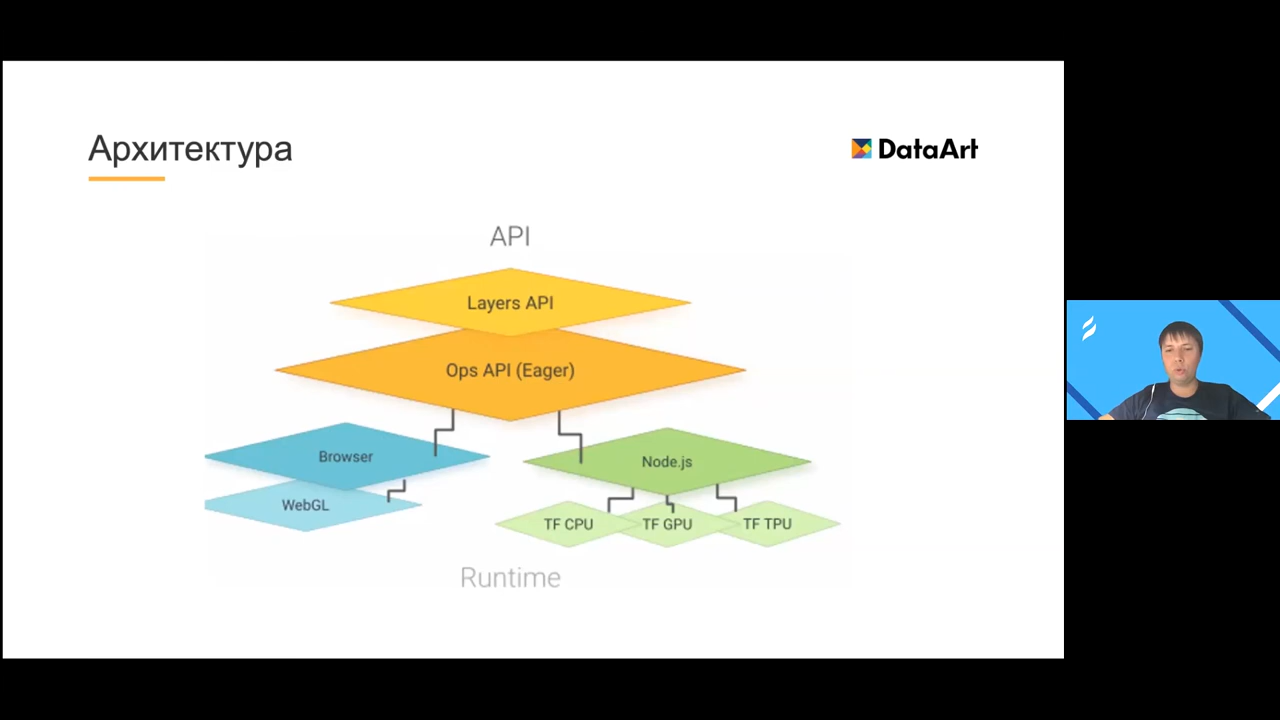 Архитектура
DataArt
API
Layers API
Ops API (Eager)
Browser
Node.js
WebGL
TF CPU
TF GPU
TF TPU
Runtime